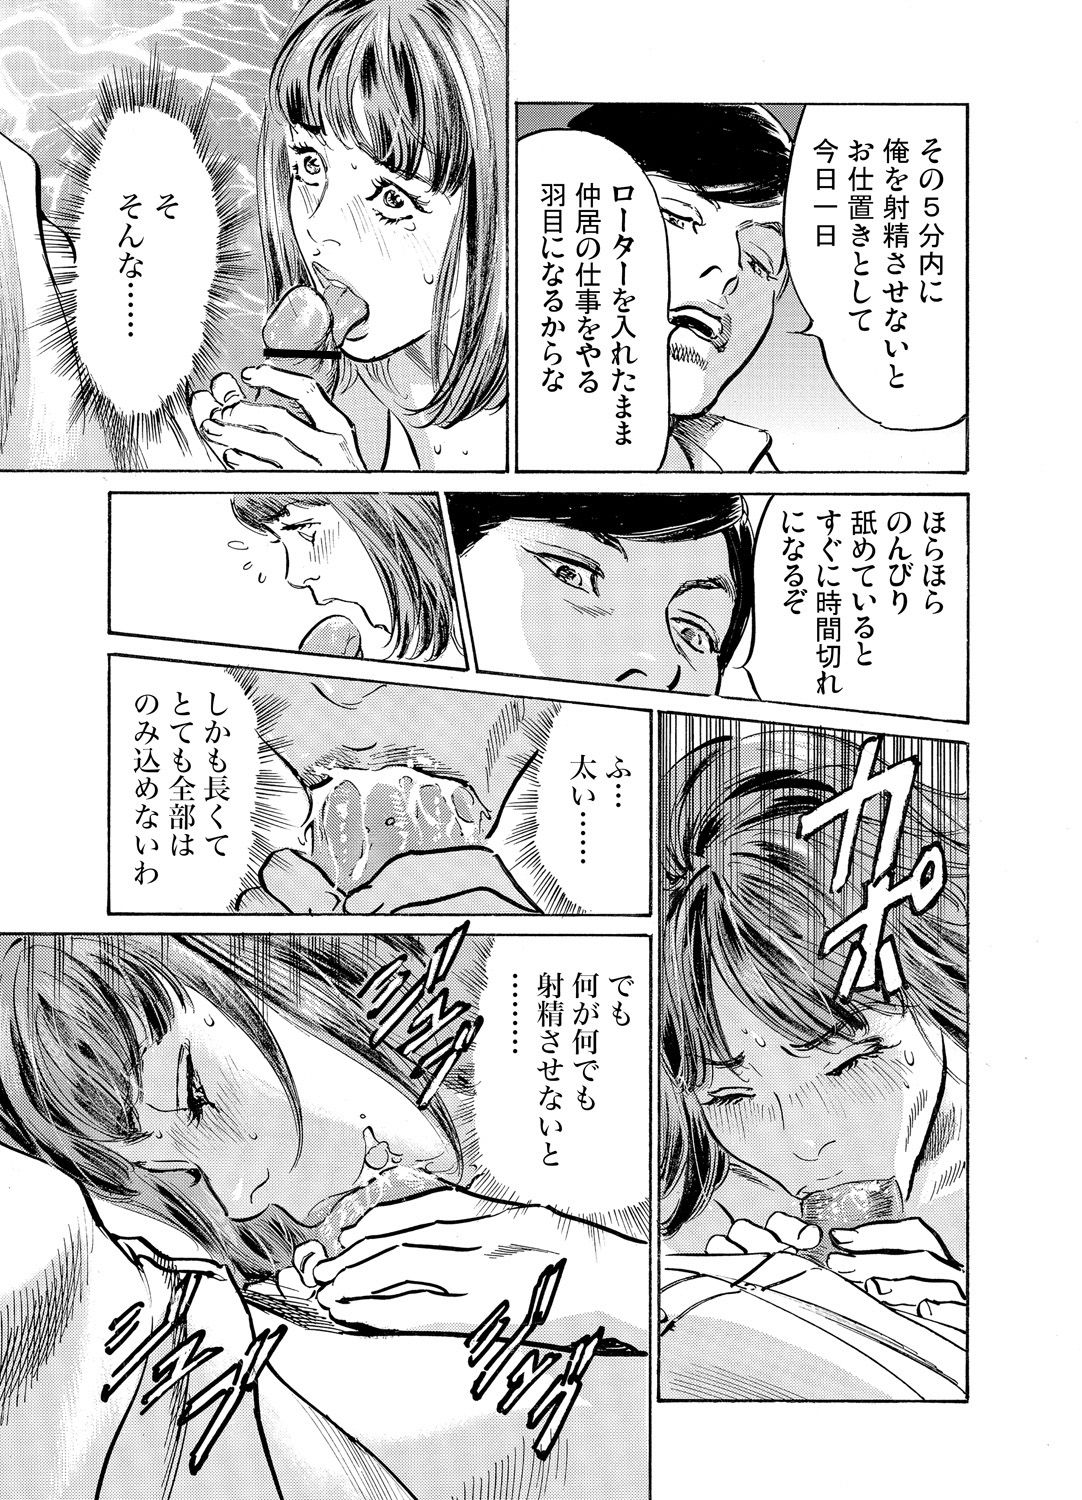 その5分内に
俺を射精させないと
お仕置きとして
今日一日
ローターを入れたまま
仲居の仕事をやる
羽目になるからな
そ
そんな……
ほらほら
のんびり
舐めていると
すぐに時間切れ
になるぞ
ふ…
太い……
しかも長くて
とても全部は
のみ込めないわ
カポ
でも
何が何でも
射精させないと
………